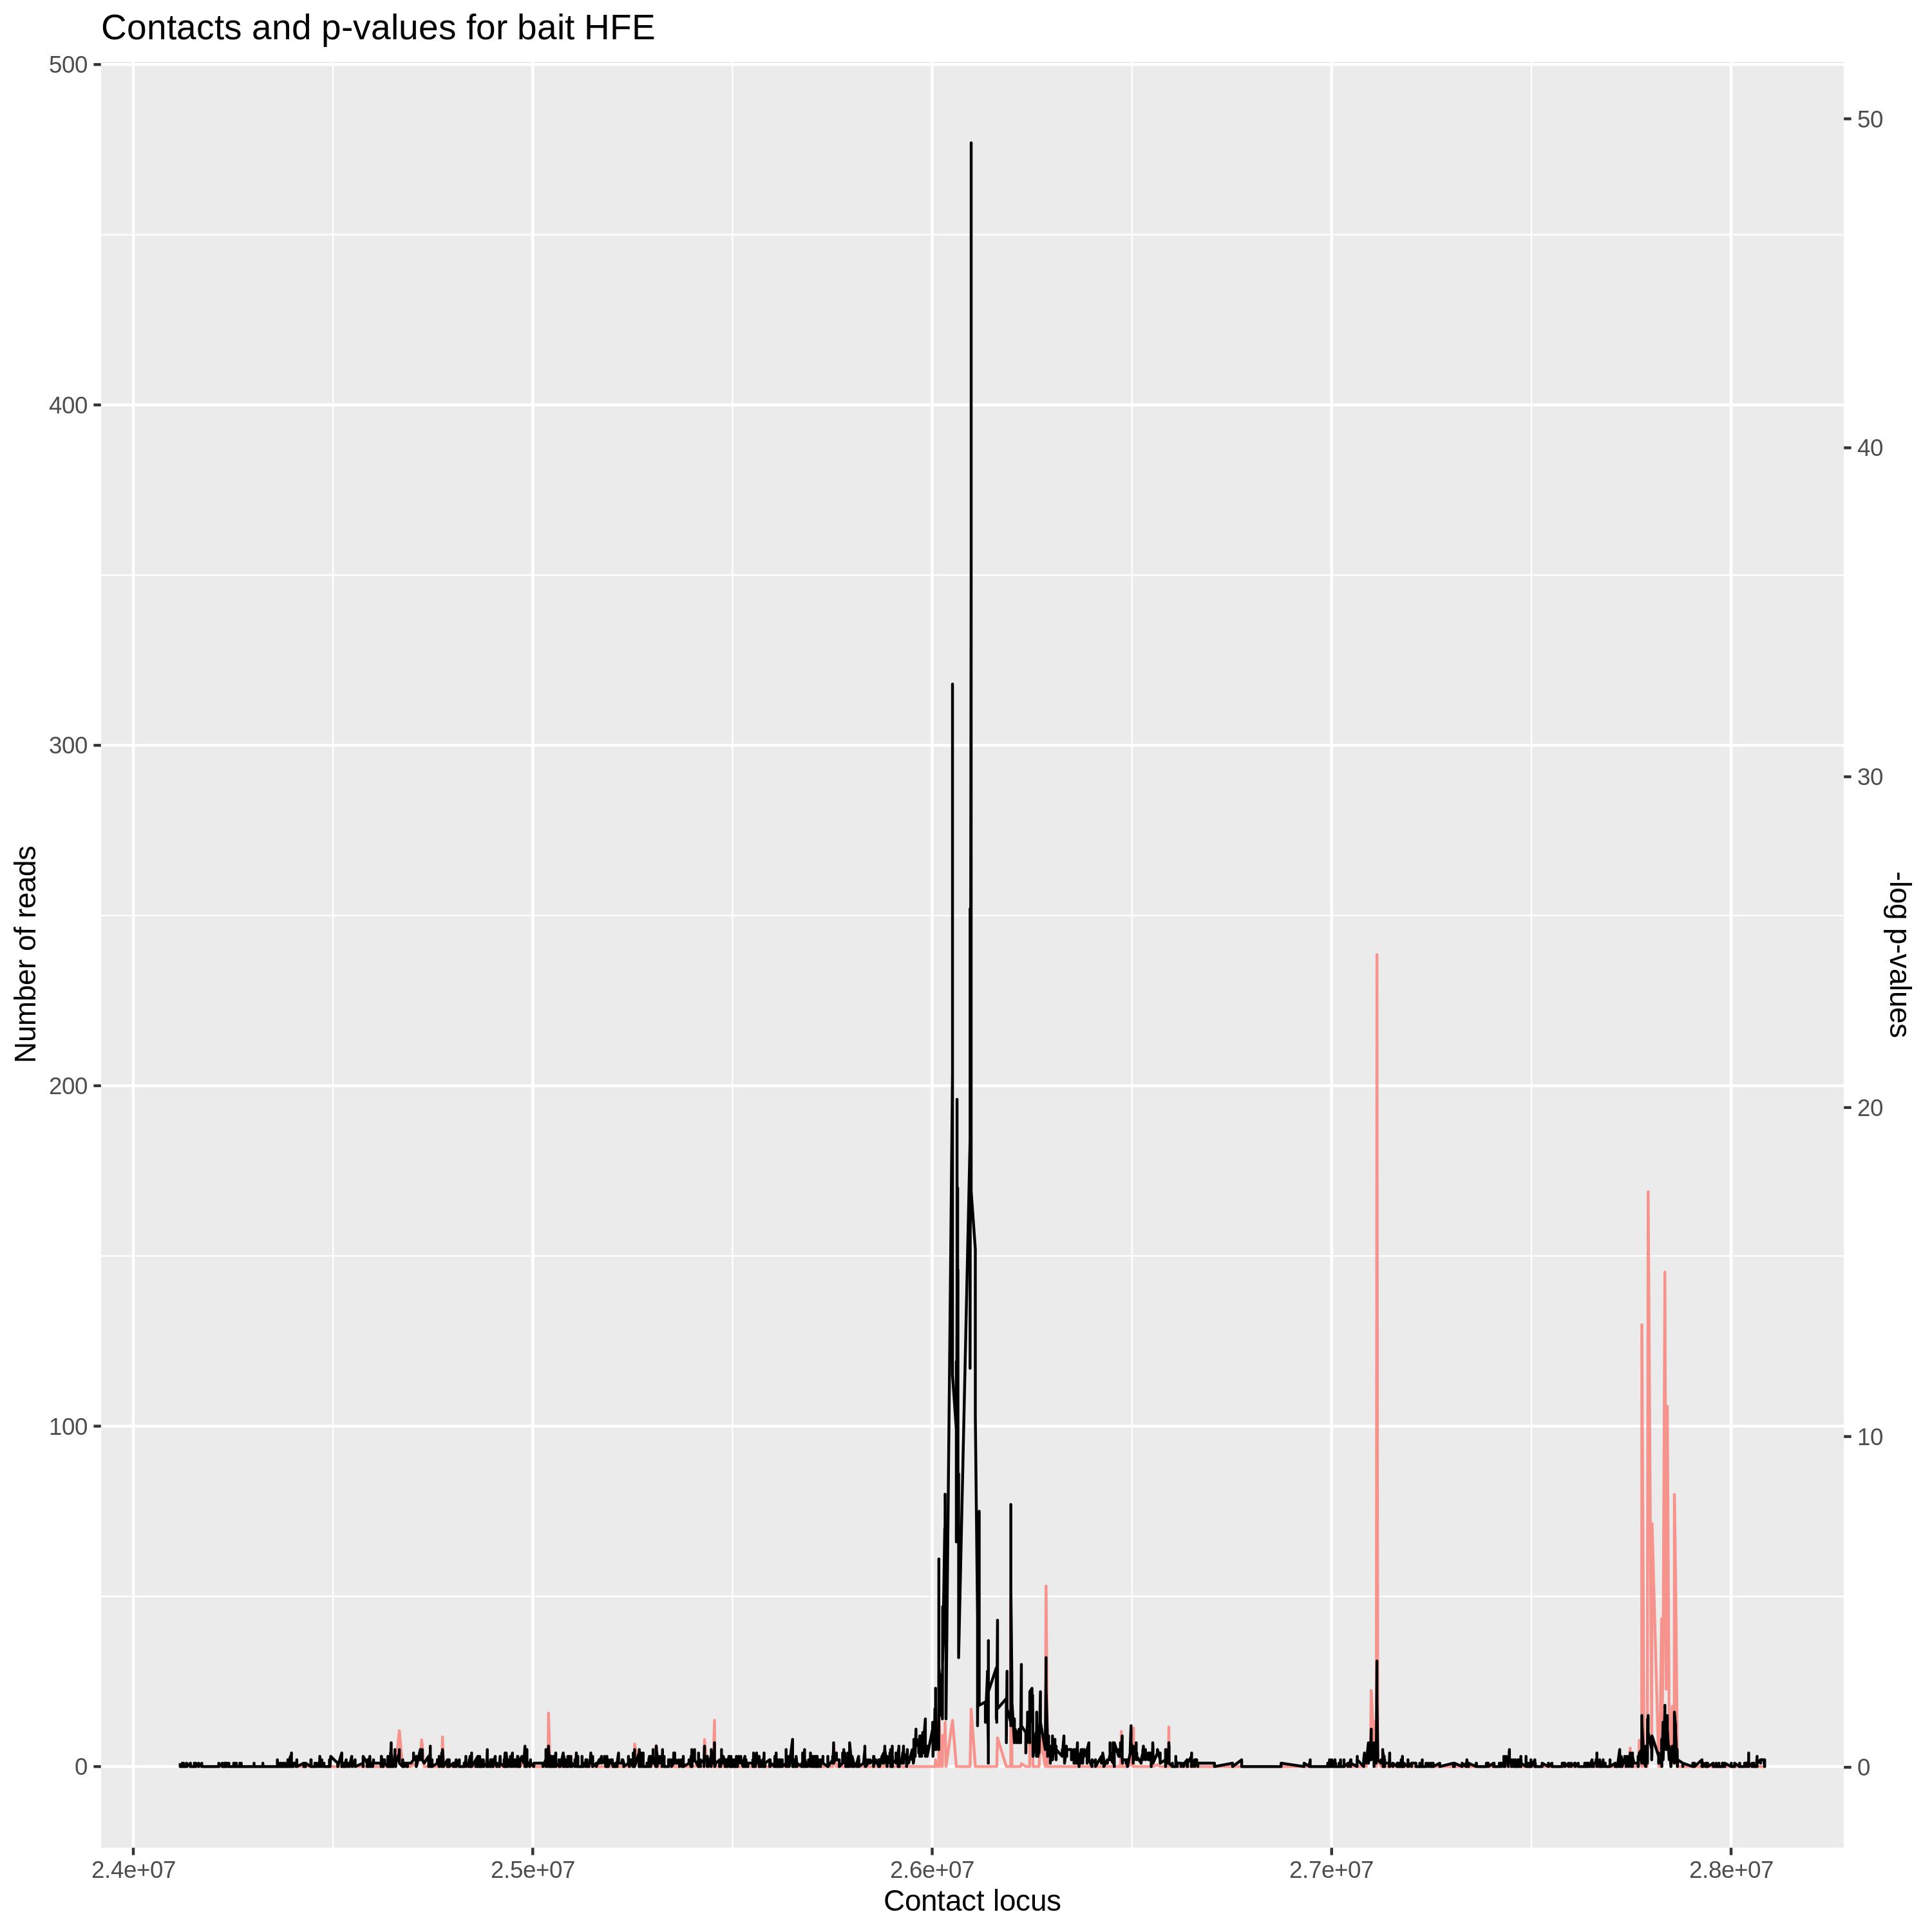 Contacts and p-values for bait HFE
500
400
300
200
100
0
Number of reads
50
40
30
20
10
0
-log p-values
2.4e+07
2.5e+07
2.6e+07
2.7e+07
2.8e+07
Contact locus